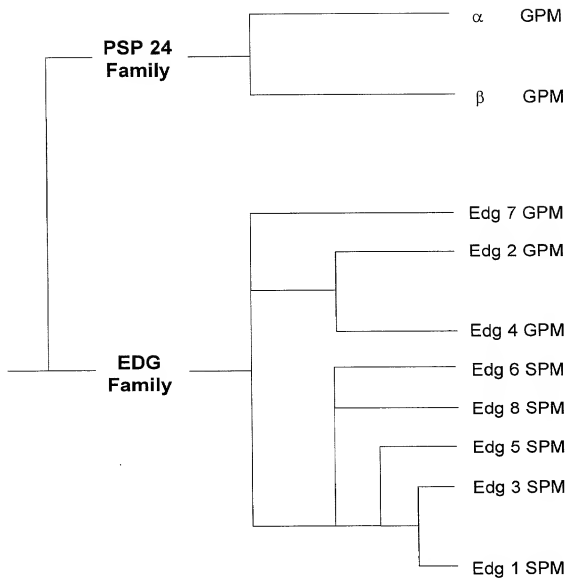 α GPM
PSP 24
Family
β GPM
Edg 7 GPM
Edg 2 GPM
Edg 4 GPM
EDG
Family
Edg 6 SPM
Edg 8 SPM
Edg 5 SPM
Edg 3 SPM
Edg 1 SPM